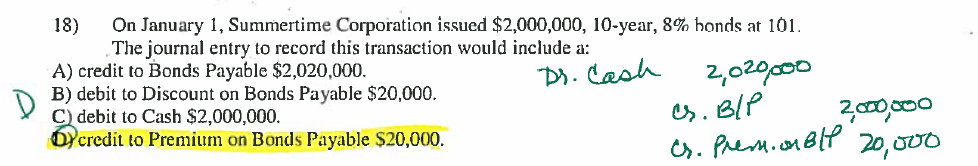 18) On January 1, Summertime Corporation issued $2,000,000, 10-year, 8% bonds at 101.
The journal entry to record this transaction would include a:
A) credit to Bonds Payable $2,020,000.
B) debit to Discount on Bonds Payable $20,000.
C) debit to Cash $2,000,000.
D) credit to Premium on Bonds Payable $20,000.
D
Dr. Cash 2,020,000
Cr. B/P 2,000,000
Cr. Prem. on B/P 20,000